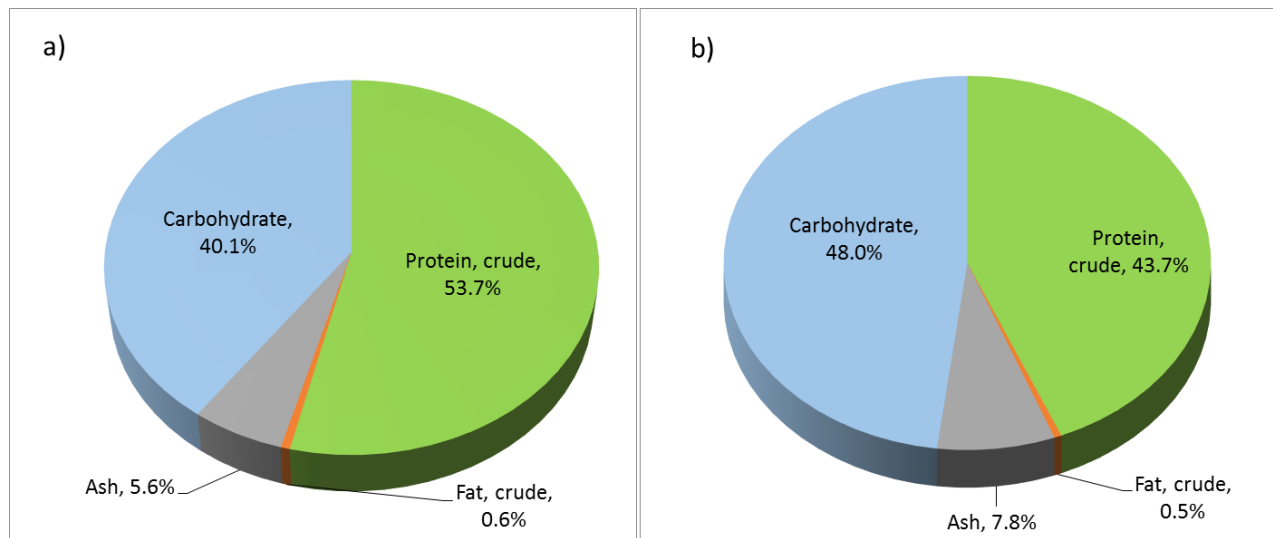 a)
Carbohydrate,
40.1%
Protein, crude,
53.7%
Ash, 5.6%
Fat, crude,
0.6%
b)
Carbohydrate,
48.0%
Protein,
crude, 43.7%
Ash, 7.8%
Fat, crude,
0.5%